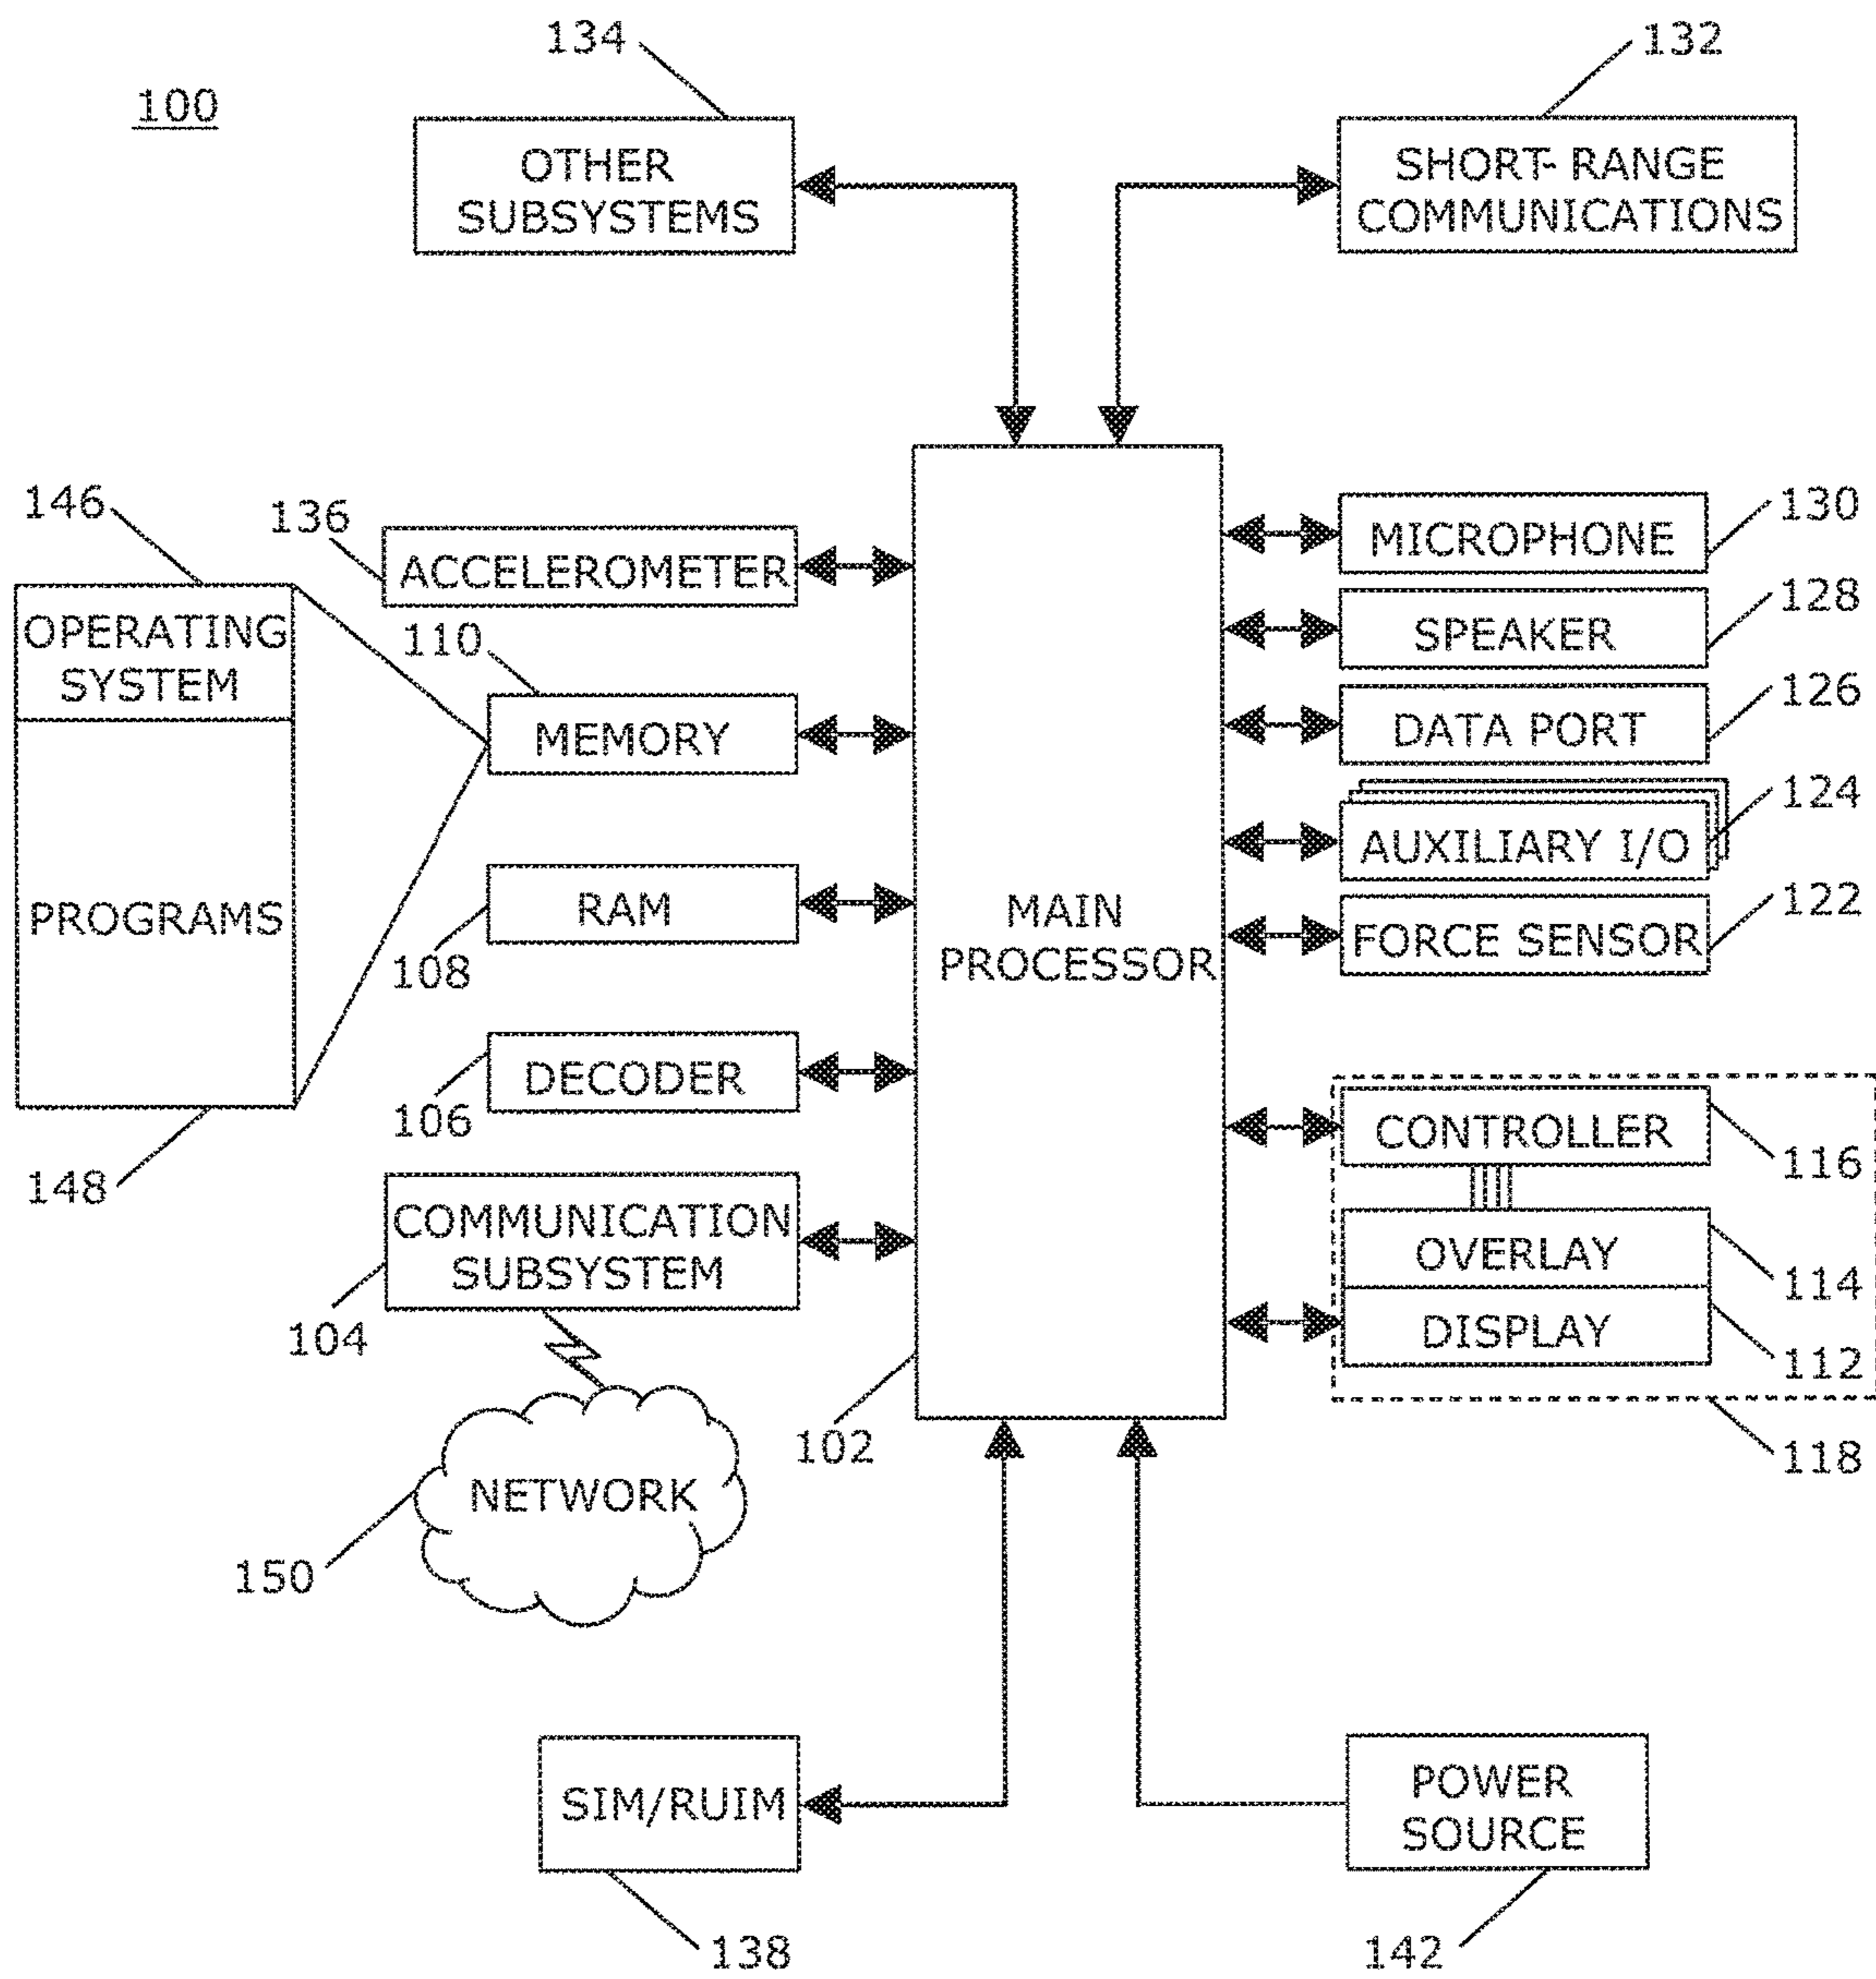 134
132
100
OTHER
SUBSYSTEMS
SHORT-RANGE
COMMUNICATIONS
146
136
ACCELEROMETER
MICROPHONE
130
OPERATING
SYSTEM
110
SPEAKER
128
MEMORY
DATA PORT
126
AUXILIARY I/O
124
PROGRAMS
RAM
108
MAIN
PROCESSOR
FORCE SENSOR
122
DECODER
106
CONTROLLER
116
148
COMMUNICATION
SUBSYSTEM
104
OVERLAY
114
DISPLAY
112
102
118
NETWORK
150
SIM/RUIM
POWER
SOURCE
138
142